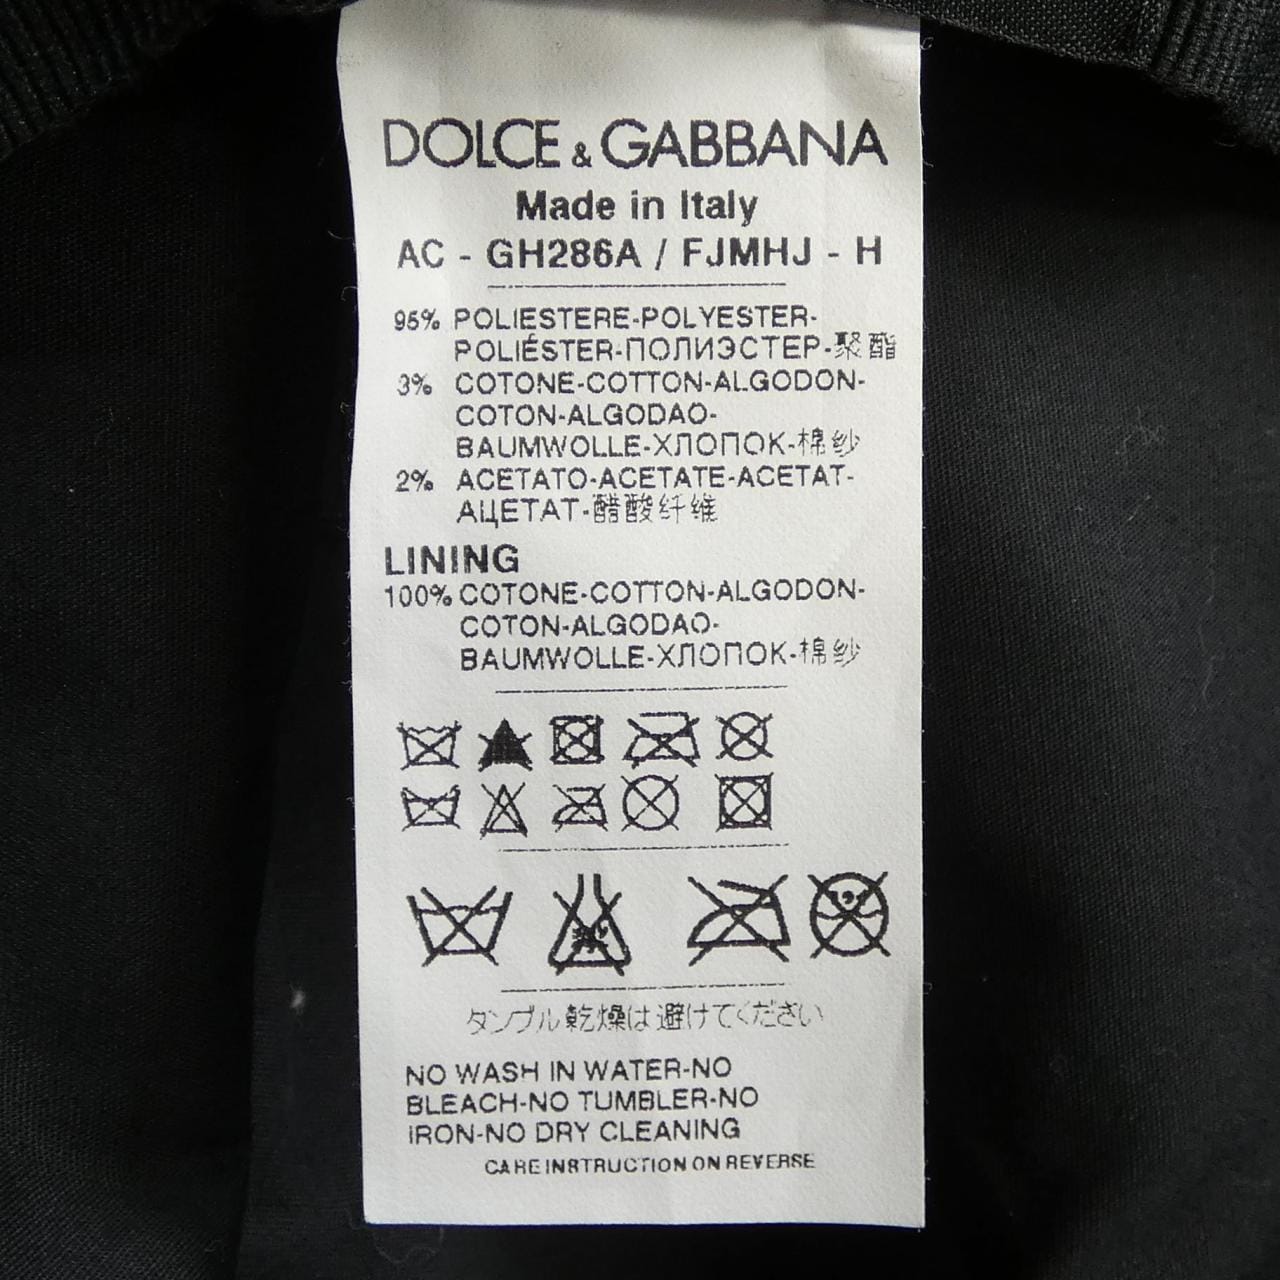 DOLCE & GABBANA
Made in Italy
AC - GH286A / FJMHJ - H
95% POLIESTERE-POLYESTER-
POLIÉSTER-ПОЛИЭСТЕР-聚酯
3% COTONE-COTTON-ALGODON-
COTON-ALGODAO-
BAUMWOLLE-ХЛОПОК-棉纱
2% ACETATO-ACETATE-ACETAT-
АЦЕТАТ-醋酸纤维
LINING
100% COTONE-COTTON-ALGODON-
COTON-ALGODAO-
BAUMWOLLE-ХЛОПОК-棉纱
タンブル乾燥は避けてください
NO WASH IN WATER-NO
BLEACH-NO TUMBLER-NO
IRON-NO DRY CLEANING
CARE INSTRUCTION ON REVERSE